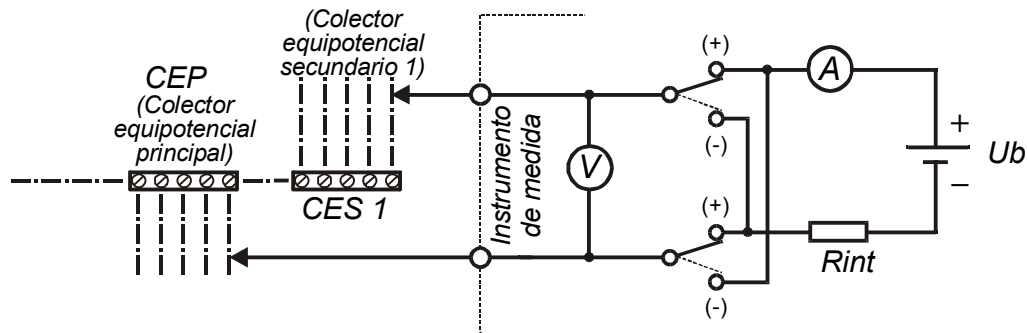 (Colector
equipotencial
secundario 1)
CEP
(Colector
equipotencial
principal)
CES 1
Instrumento
de medida
V
(+)
(-)
(+)
(-)
A
+
−
Ub
Rint